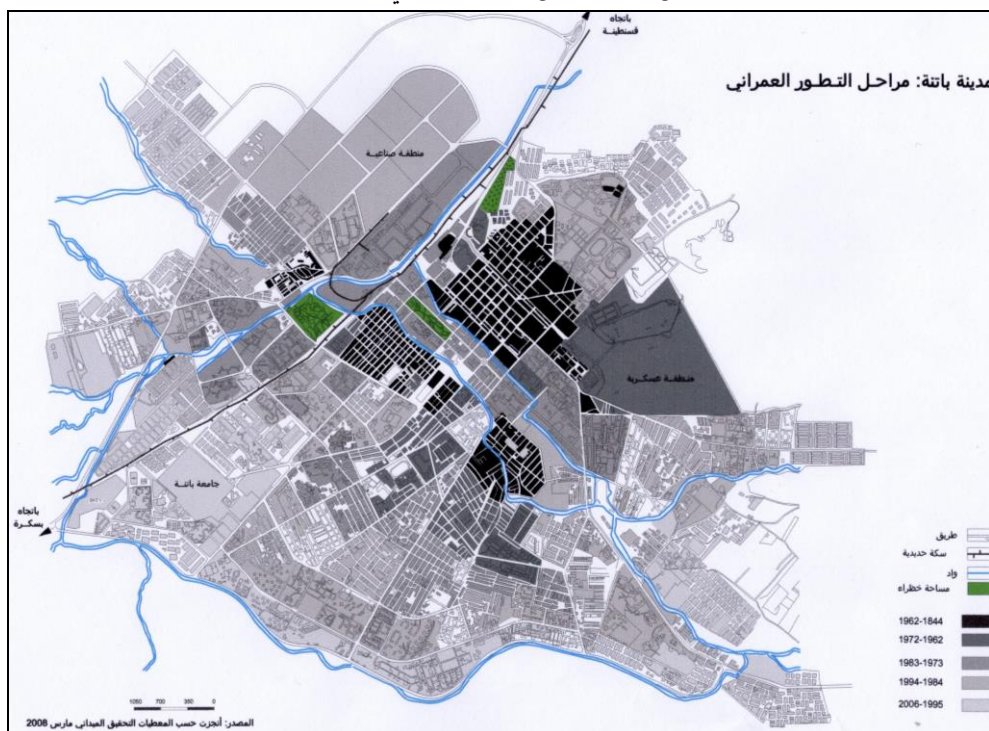 باتجاه
قسنطينة
مدينة باتنة: مراحل التطور العمراني
منطقة صناعية
منطقة عسكرية
جامعة باتنة
باتجاه
بسكرة
طريق
سكة حديدية
واد
مساحة خظراء
1962-1844
1972-1962
1983-1973
1994-1984
2006-1995
1050 700 350 0
المصدر: أنجزت حسب المعطيات التحقيق الميداني مارس 2008